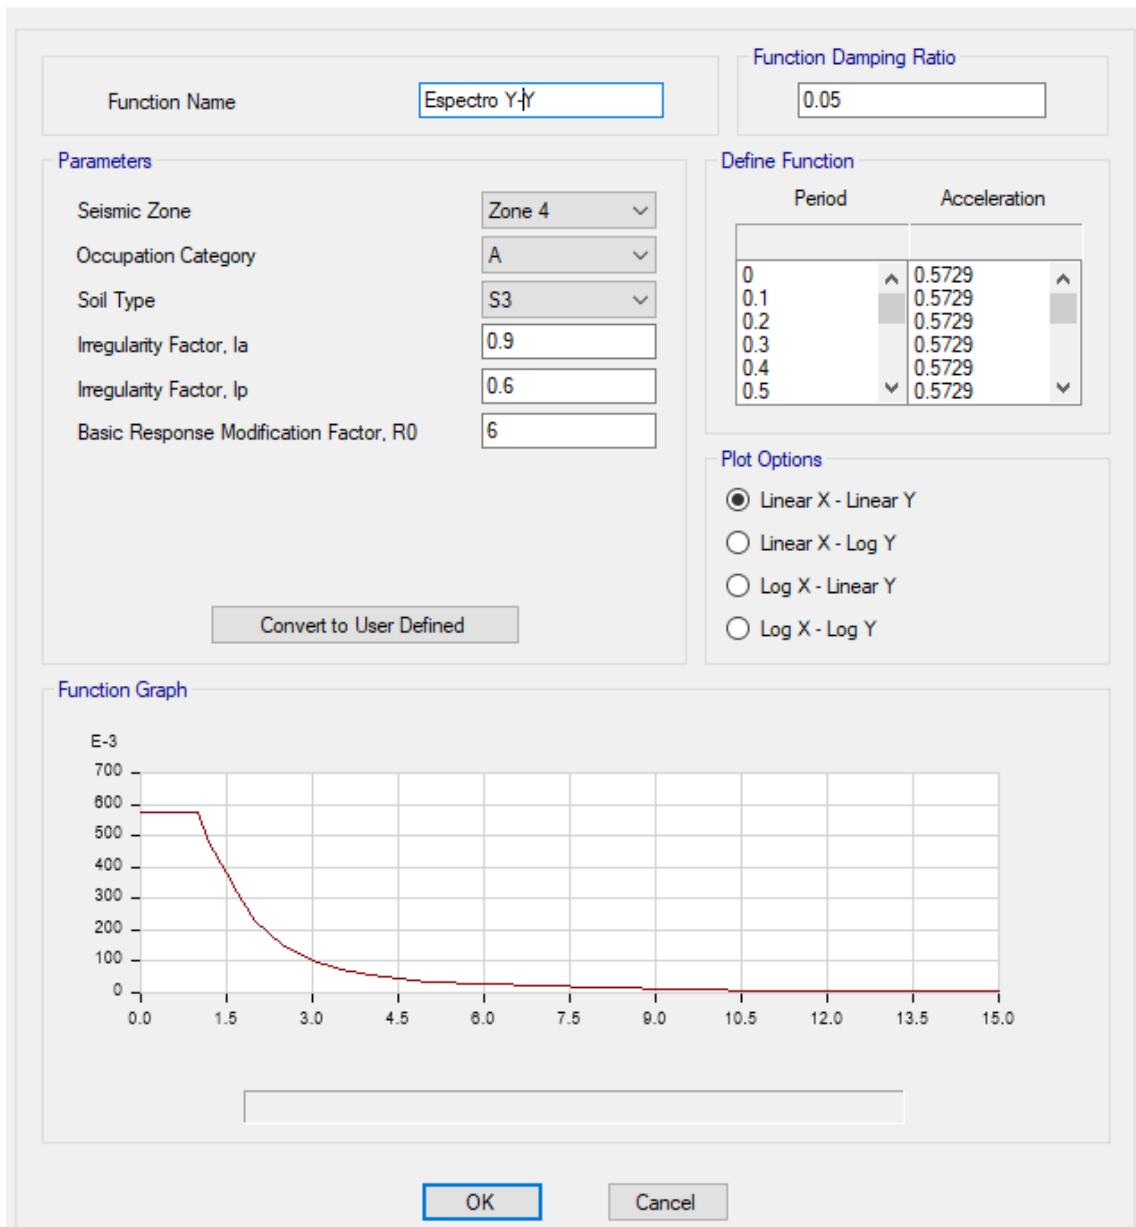 Function Name
Espectro Y-Y
Function Damping Ratio
0.05
Parameters
Seismic Zone
Zone 4
Occupation Category
A
Soil Type
S3
Irregularity Factor, Ia
0.9
Irregularity Factor, Ip
0.6
Basic Response Modification Factor, R0
6
Convert to User Defined
Define Function
Period Acceleration
0 0.5729
0.1 0.5729
0.2 0.5729
0.3 0.5729
0.4 0.5729
0.5 0.5729
Plot Options
Linear X - Linear Y
Linear X - Log Y
Log X - Linear Y
Log X - Log Y
Function Graph
E-3
700
600
500
400
300
200
100
0
0.0 1.5 3.0 4.5 6.0 7.5 9.0 10.5 12.0 13.5 15.0
OK Cancel